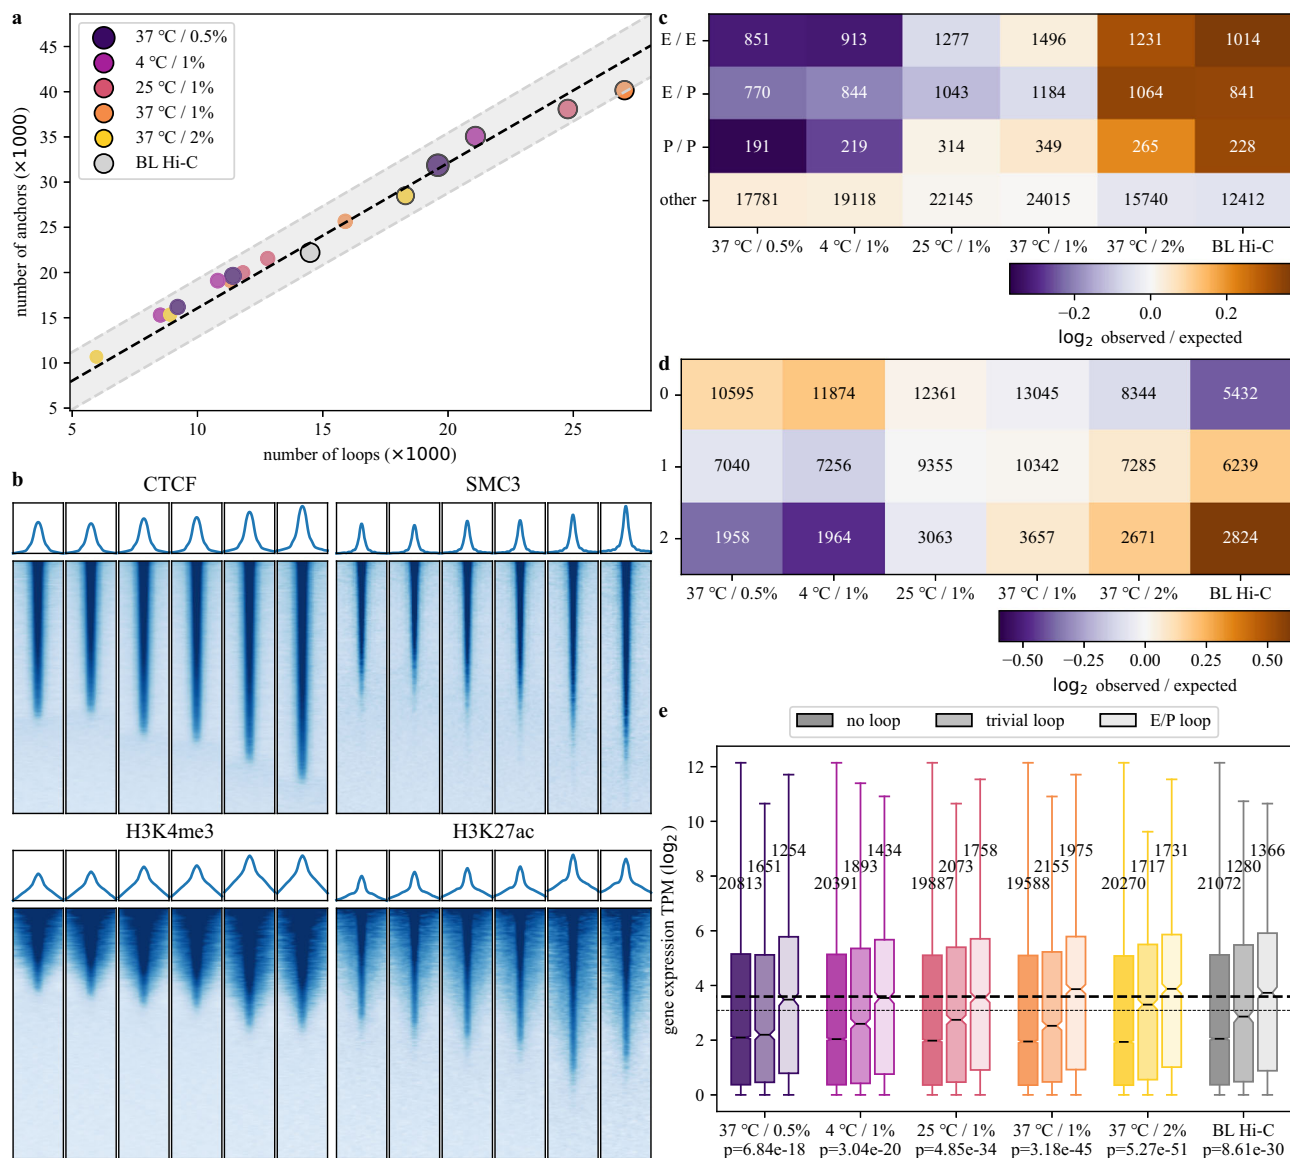 a
45
40
35
30
25
20
15
10
5
number of anchors (×1000)
37 °C / 0.5%
4 °C / 1%
25 °C / 1%
37 °C / 1%
37 °C / 2%
BL Hi-C
5 10 15 20 25
number of loops (×1000)
b
CTCF SMC3
H3K4me3 H3K27ac
c
E / E 851 913 1277 1496 1231 1014
E / P 770 844 1043 1184 1064 841
P / P 191 219 314 349 265 228
other 17781 19118 22145 24015 15740 12412
37 °C / 0.5% 4 °C / 1% 25 °C / 1% 37 °C / 1% 37 °C / 2% BL Hi-C
−0.2 0.0 0.2
log2 observed / expected
d
0 10595 11874 12361 13045 8344 5432
1 7040 7256 9355 10342 7285 6239
2 1958 1964 3063 3657 2671 2824
37 °C / 0.5% 4 °C / 1% 25 °C / 1% 37 °C / 1% 37 °C / 2% BL Hi-C
−0.50 −0.25 0.00 0.25 0.50
log2 observed / expected
e
no loop trivial loop E/P loop
12
10
8
6
4
2
0
gene expression TPM (log2)
1254 1434 1758 1975 1731 1366
1651 1893 2073 2155 1717 1280
20813 20391 19887 19588 20270 21072
37 °C / 0.5% 4 °C / 1% 25 °C / 1% 37 °C / 1% 37 °C / 2% BL Hi-C
p=6.84e-18 p=3.04e-20 p=4.85e-34 p=3.18e-45 p=5.27e-51 p=8.61e-30